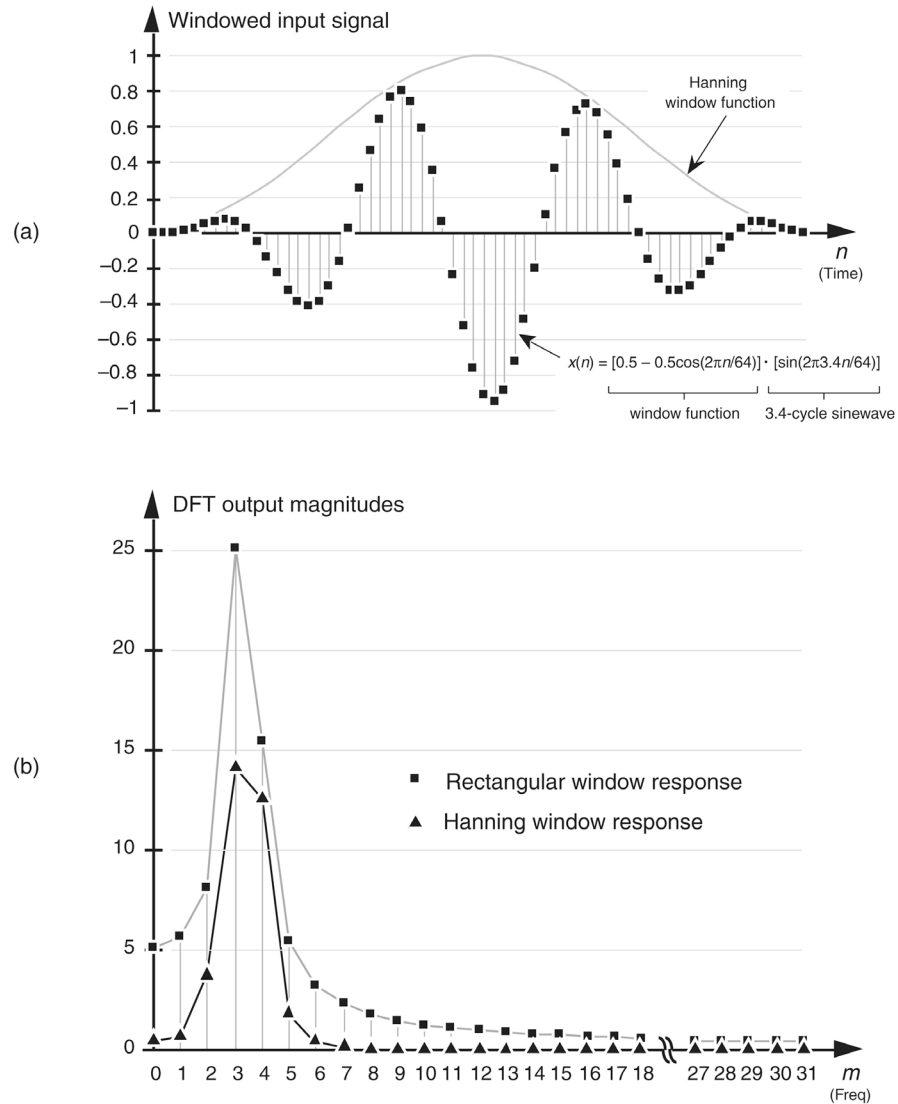 Windowed input signal
1
0.8
0.6
0.4
0.2
0
−0.2
−0.4
−0.6
−0.8
−1
(a)
Hanning
window function
n
(Time)
x(n) = [0.5 − 0.5cos(2πn/64)] • [sin(2π3.4n/64)]
window function
3.4-cycle sinewave
DFT output magnitudes
25
20
15
10
5
0
(b)
Rectangular window response
Hanning window response
0 1 2 3 4 5 6 7 8 9 10 11 12 13 14 15 16 17 18 27 28 29 30 31 m
(Freq)